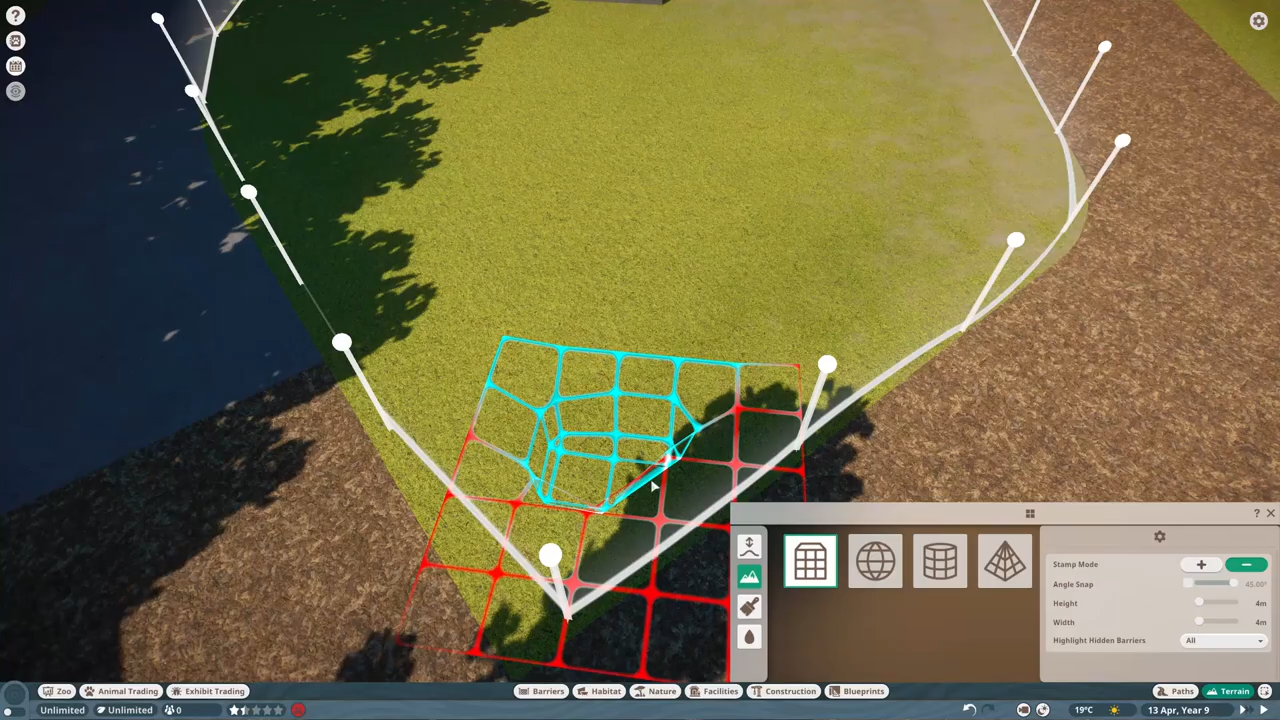 ?
? ×
Stamp Mode + −
Angle Snap 45.00°
Height 4m
Width 4m
Highlight Hidden Barriers All
Zoo Animal Trading Exhibit Trading Barriers Habitat Nature Facilities Construction Blueprints Paths Terrain
Unlimited Unlimited 0 19°C 13 Apr, Year 9